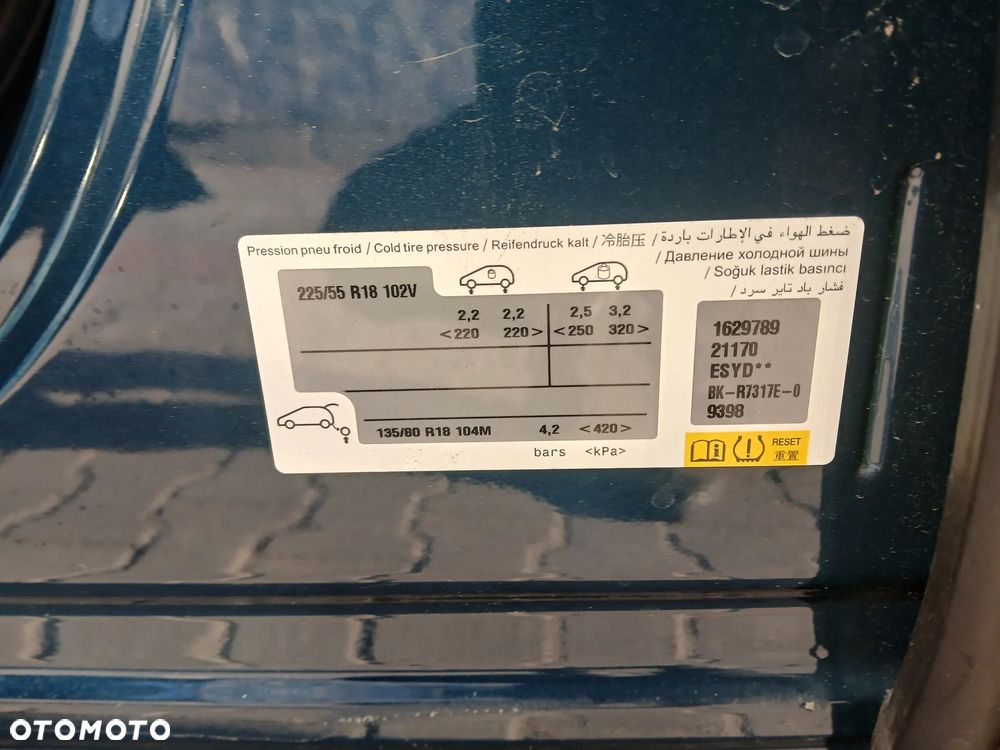 Pression pneu froid / Cold tire pressure / Reifendruck kalt / 冷胎压 / ضغط الهواء في الإطارات باردة
/ Давление холодной шины
/ Soğuk lastik basıncı
/ فشار باد تایر سرد
225/55 R18 102V
2,2 2,2 2,5 3,2
<220 220> <250 320>
135/80 R18 104M 4,2 <420>
bars <kPa>
1629789
21170
ESYD**
BK-R7317E-0
9398
RESET
重置
OTOMOTO